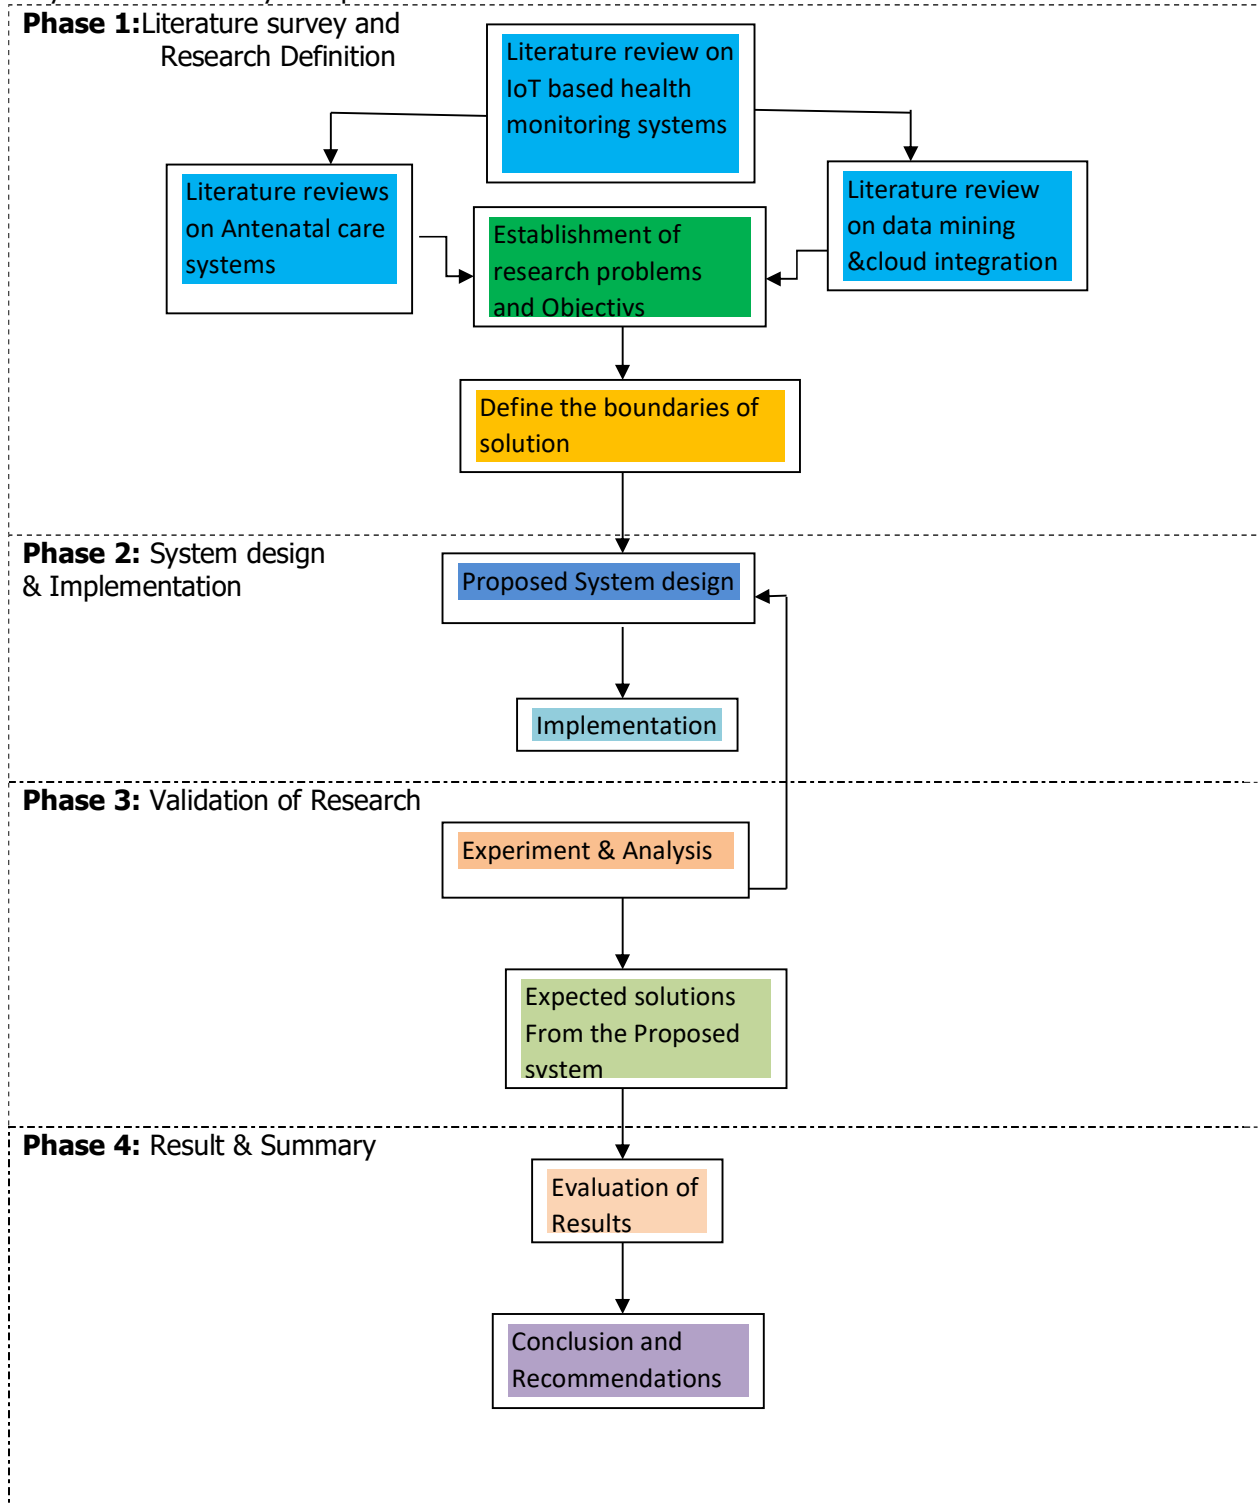 Phase 1:Literature survey and
Research Definition
Literature review on
IoT based health
monitoring systems
Literature reviews
on Antenatal care
systems
Literature review
on data mining
&cloud integration
Establishment of
research problems
and Objectivs
Define the boundaries of
solution
Phase 2: System design
& Implementation
Proposed System design
Implementation
Phase 3: Validation of Research
Experiment & Analysis
Expected solutions
From the Proposed
system
Phase 4: Result & Summary
Evaluation of
Results
Conclusion and
Recommendations